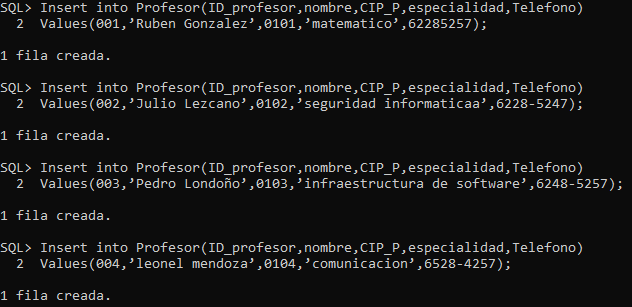 SQL> Insert into Profesor(ID_profesor,nombre,CIP_P,especialidad,Telefono)
2 Values(001,’Ruben Gonzalez’,0101,’matematico’,62285257);
1 fila creada.
SQL> Insert into Profesor(ID_profesor,nombre,CIP_P,especialidad,Telefono)
2 Values(002,’Julio Lezcano’,0102,’seguridad informaticaa’,6228-5247);
1 fila creada.
SQL> Insert into Profesor(ID_profesor,nombre,CIP_P,especialidad,Telefono)
2 Values(003,’Pedro Londoño’,0103,’infraestructura de software’,6248-5257);
1 fila creada.
SQL> Insert into Profesor(ID_profesor,nombre,CIP_P,especialidad,Telefono)
2 Values(004,’leonel mendoza’,0104,’comunicacion’,6528-4257);
1 fila creada.